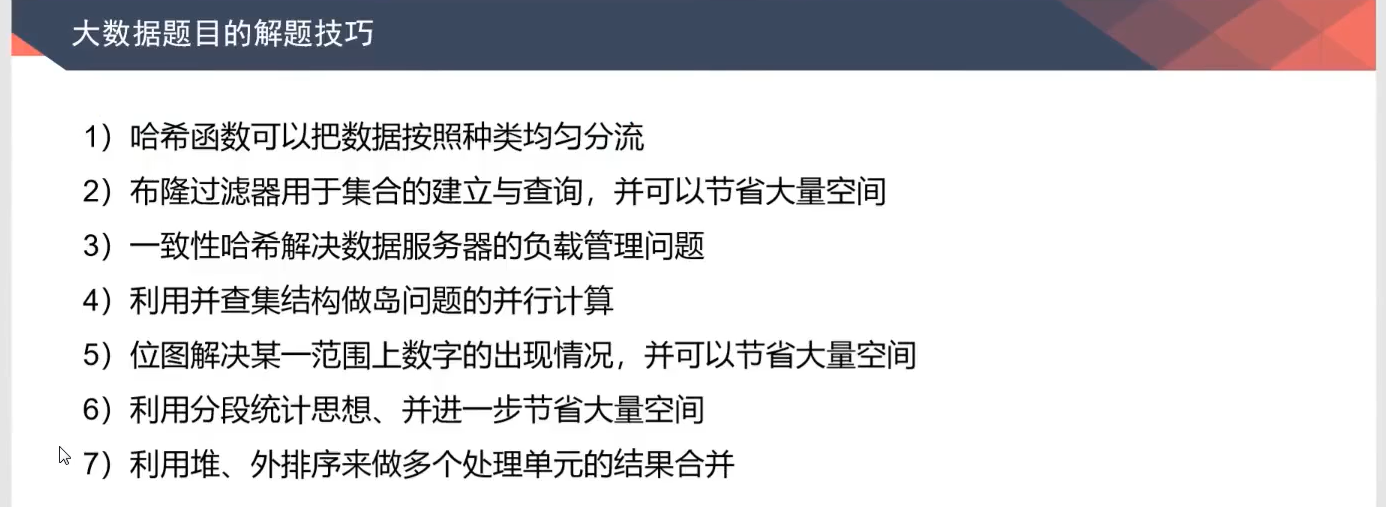 大数据题目的解题技巧
1）哈希函数可以把数据按照种类均匀分流
2）布隆过滤器用于集合的建立与查询，并可以节省大量空间
3）一致性哈希解决数据服务器的负载管理问题
4）利用并查集结构做岛问题的并行计算
5）位图解决某一范围上数字的出现情况，并可以节省大量空间
6）利用分段统计思想、并进一步节省大量空间
7）利用堆、外排序来做多个处理单元的结果合并